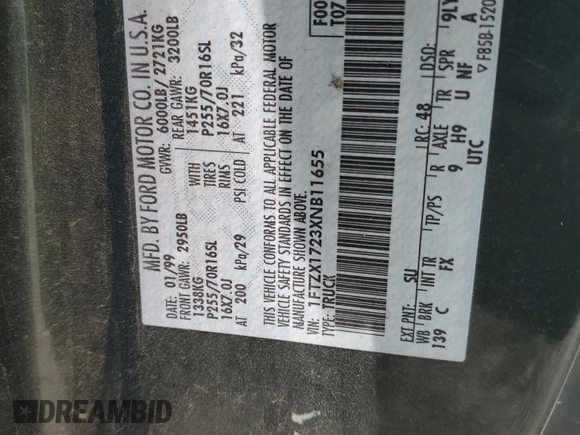 MFD. BY FORD MOTOR CO. IN U.S.A.
DATE: 01/99 GVWR: 6000LB/ 2721KG
FRONT GAWR: 2950LB REAR GAWR: 3200LB
1338KG WITH 1451KG
P255/70R16SL TIRES P255/70R16SL
16X7.0J RIMS 16X7.0J
AT 200 kPa/29 PSI COLD AT 221 kPa/32
THIS VEHICLE CONFORMS TO ALL APPLICABLE FEDERAL MOTOR
VEHICLE SAFETY STANDARDS IN EFFECT ON THE DATE OF
MANUFACTURE SHOWN ABOVE.
VIN: 1FTZX1723XNB11655
TYPE: TRUCK
F00
T07
EXT PNT: SU RC: 48 DSO:
WB BRK INT TR TP/PS R AXLE TR SPR
139 C FX 9 H9 U NF A
UTC
9LY
▽ F85B-1520
DREAMBID